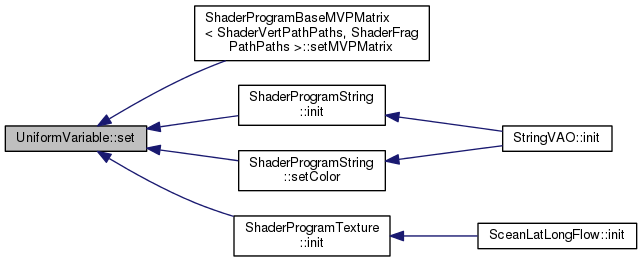 ShaderProgramBaseMVPMatrix
< ShaderVertPathPaths, ShaderFrag
PathPaths >::setMVPMatrix
ShaderProgramString
::init
UniformVariable::set
StringVAO::init
ShaderProgramString
::setColor
ShaderProgramTexture
::init
SceanLatLongFlow::init